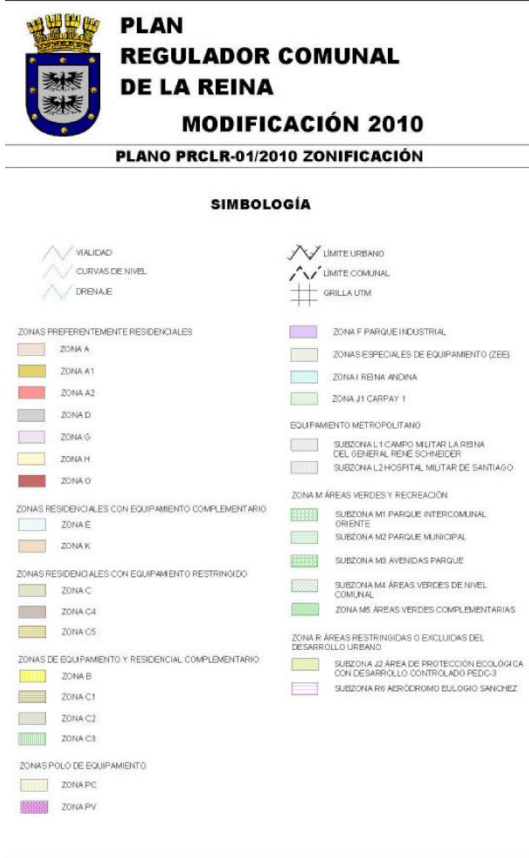 PLAN
REGULADOR COMUNAL
DE LA REINA
MODIFICACIÓN 2010
PLANO PRCLR-01/2010 ZONIFICACIÓN
SIMBOLOGÍA
VIALIDAD
CURVAS DE NIVEL
DRENAJE
LÍMITE URBANO
LÍMITE COMUNAL
GRILLA UTM
ZONAS PREFERENTEMENTE RESIDENCIALES
ZONA A
ZONA A1
ZONA A2
ZONA D
ZONA G
ZONA H
ZONA O
ZONAS RESIDENCIALES CON EQUIPAMIENTO COMPLEMENTARIO
ZONA E
ZONA K
ZONAS RESIDENCIALES CON EQUIPAMIENTO RESTRINGIDO
ZONA C
ZONA C4
ZONA C5
ZONAS DE EQUIPAMIENTO Y RESIDENCIAL COMPLEMENTARIO
ZONA B
ZONA C1
ZONA C2
ZONA C3
ZONAS POLO DE EQUIPAMIENTO
ZONA PC
ZONA PV
ZONA F PARQUE INDUSTRIAL
ZONAS ESPECIALES DE EQUIPAMIENTO (ZEE)
ZONA I REINA ANDINA
ZONA J1 CARPAY 1
EQUIPAMIENTO METROPOLITANO
SUBZONA L1 CAMPO MILITAR LA REINA
DEL GENERAL RENÉ SCHNEIDER
SUBZONA L2 HOSPITAL MILITAR DE SANTIAGO
ZONA M ÁREAS VERDES Y RECREACIÓN
SUBZONA M1 PARQUE INTERCOMUNAL
ORIENTE
SUBZONA M2 PARQUE MUNICIPAL
SUBZONA M3 AVENIDAS PARQUE
SUBZONA M4 ÁREAS VERDES DE NIVEL
COMUNAL
ZONA M5 ÁREAS VERDES COMPLEMENTARIAS
ZONA R ÁREAS RESTRINGIDAS O EXCLUIDAS DEL
DESARROLLO URBANO
SUBZONA J2 ÁREA DE PROTECCIÓN ECOLÓGICA
CON DESARROLLO CONTROLADO PEDC-3
SUBZONA R6 AERÓDROMO EULOGIO SANCHEZ